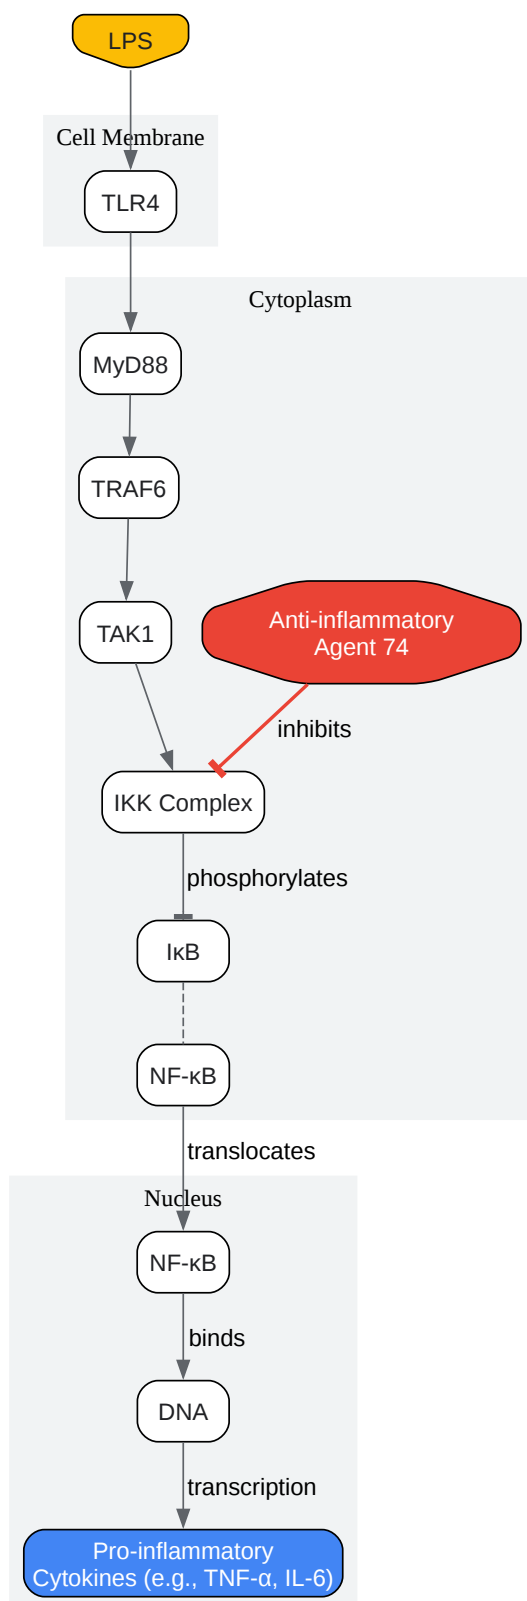 LPS
Cell Membrane
TLR4
Cytoplasm
MyD88
TRAF6
TAK1
Anti-inflammatory
Agent 74
inhibits
IKK Complex
phosphorylates
IκB
NF-κB
translocates
Nucleus
NF-κB
binds
DNA
transcription
Pro-inflammatory
Cytokines (e.g., TNF-α, IL-6)